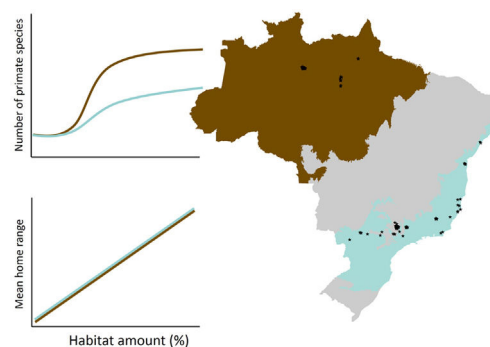 Number of primate species
Mean home range
Habitat amount (%)